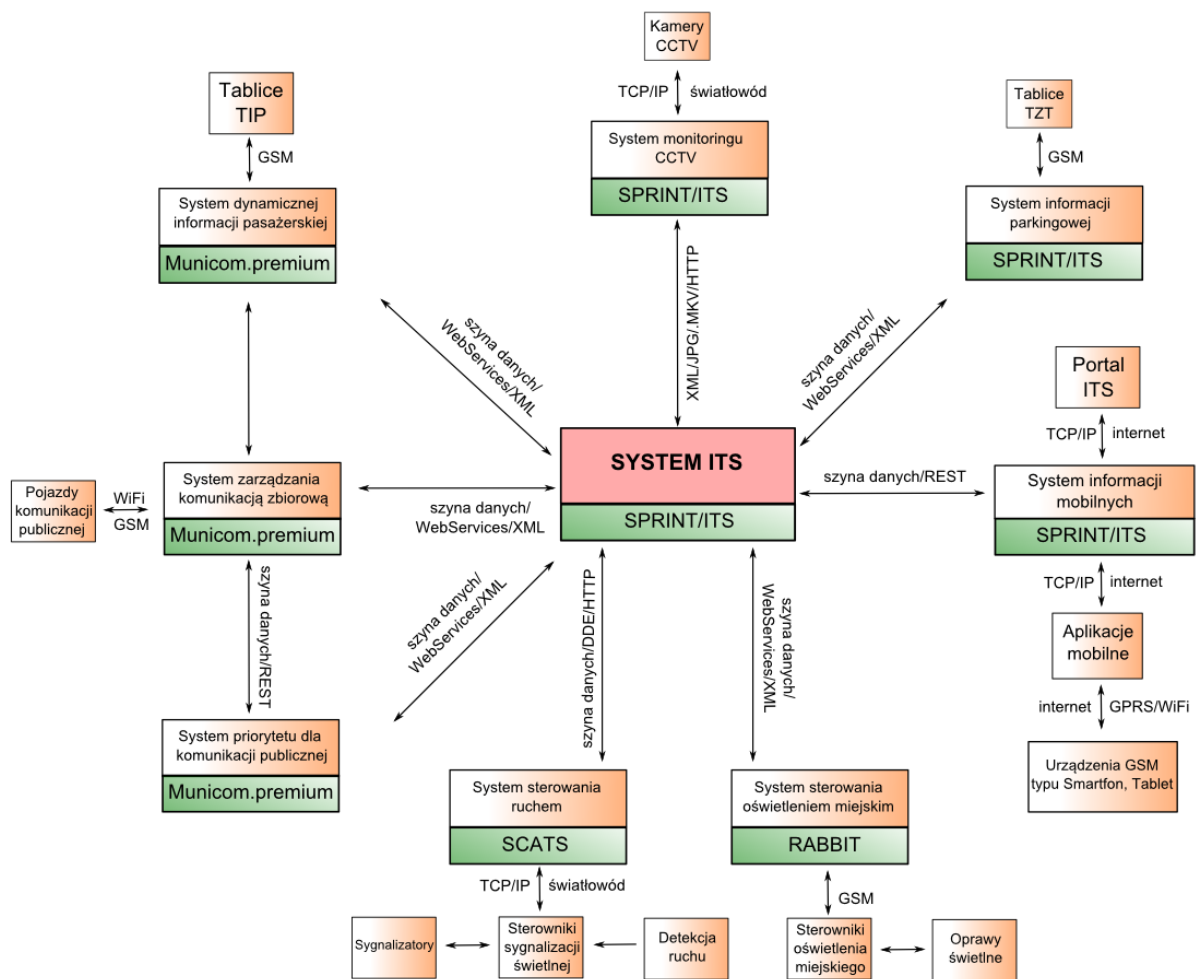 Kamery
CCTV
TCP/IP
światłowód
System monitoringu
CCTV
SPRINT/ITS
XML/JPG/.MKV/HTTP
Tablice
TIP
GSM
System dynamicznej
informacji pasażerskiej
Municom.premium
szyna danych/
WebServices/XML
Tablice
TZT
GSM
System informacji
parkingowej
SPRINT/ITS
szyna danych/
WebServices/XML
SYSTEM ITS
SPRINT/ITS
Portal
ITS
TCP/IP
internet
szyna danych/REST
System informacji
mobilnych
SPRINT/ITS
TCP/IP
internet
Aplikacje
mobilne
internet
GPRS/WiFi
Urządzenia GSM
typu Smartfon, Tablet
Pojazdy
komunikacji
publicznej
WiFi
GSM
System zarządzania
komunikacją zbiorową
Municom.premium
szyna danych/
WebServices/XML
szyna danych/REST
System priorytetu dla
komunikacji publicznej
Municom.premium
szyna danych/
WebServices/XML
szyna danych/DDE/HTTP
System sterowania
ruchem
SCATS
TCP/IP
światłowód
Sygnalizatory
Sterowniki
sygnalizacji
świetlnej
Detekcja
ruchu
szyna danych/
WebServices/XML
System sterowania
oświetleniem miejskim
RABBIT
GSM
Sterowniki
oświetlenia
miejskiego
Oprawy
świetlne